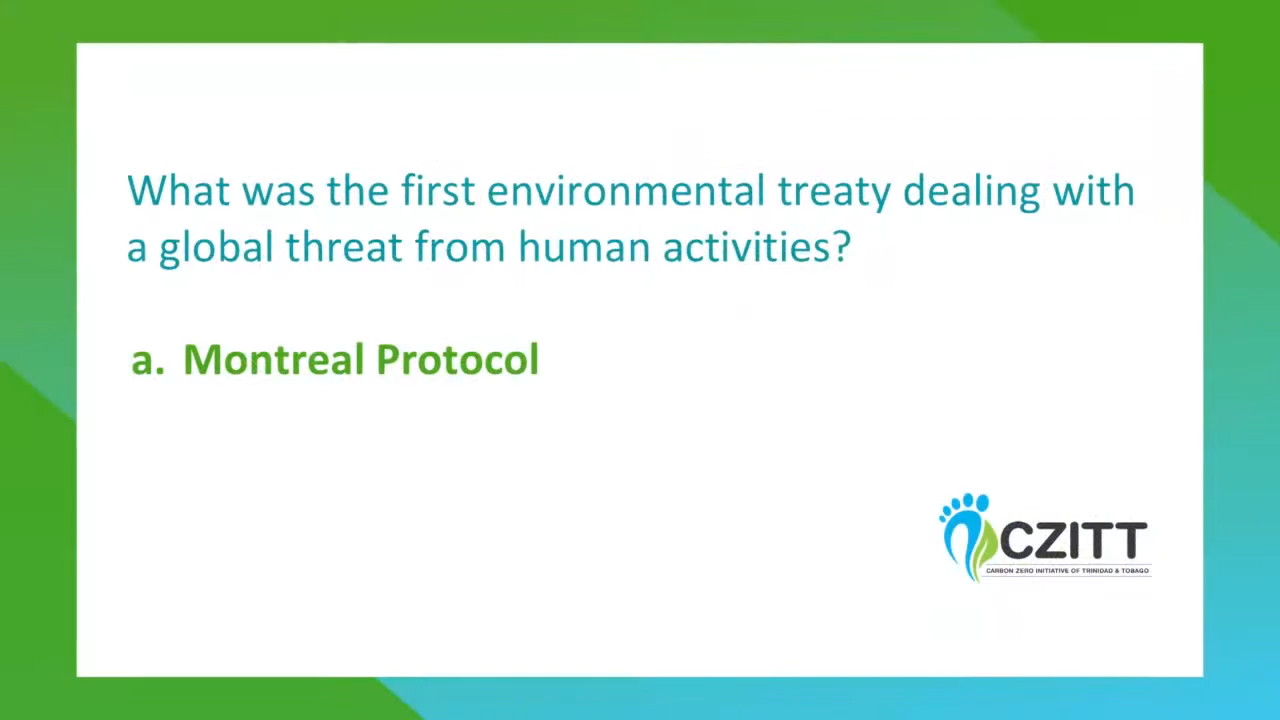 What was the first environmental treaty dealing with
a global threat from human activities?
a. Montreal Protocol
CZITT
CARBON ZERO INITIATIVE OF TRINIDAD & TOBAGO